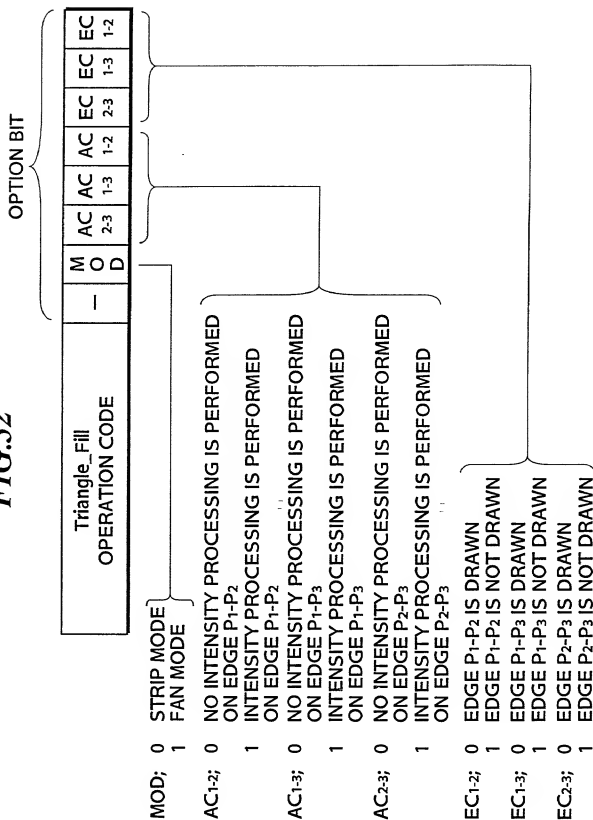 FIG.32
OPTION BIT
Triangle_Fill
OPERATION CODE
—
M
O
D
AC
2-3
AC
1-3
AC
1-2
EC
2-3
EC
1-3
EC
1-2
MOD; 0 STRIP MODE
1 FAN MODE
AC1-2; 0 NO INTENSITY PROCESSING IS PERFORMED
ON EDGE P1-P2
1 INTENSITY PROCESSING IS PERFORMED
ON EDGE P1-P2
AC1-3; 0 NO INTENSITY PROCESSING IS PERFORMED
ON EDGE P1-P3
1 INTENSITY PROCESSING IS PERFORMED
ON EDGE P1-P3
AC2-3; 0 NO INTENSITY PROCESSING IS PERFORMED
ON EDGE P2-P3
1 INTENSITY PROCESSING IS PERFORMED
ON EDGE P2-P3
EC1-2; 0 EDGE P1-P2 IS DRAWN
1 EDGE P1-P2 IS NOT DRAWN
EC1-3; 0 EDGE P1-P3 IS DRAWN
1 EDGE P1-P3 IS NOT DRAWN
EC2-3; 0 EDGE P2-P3 IS DRAWN
1 EDGE P2-P3 IS NOT DRAWN